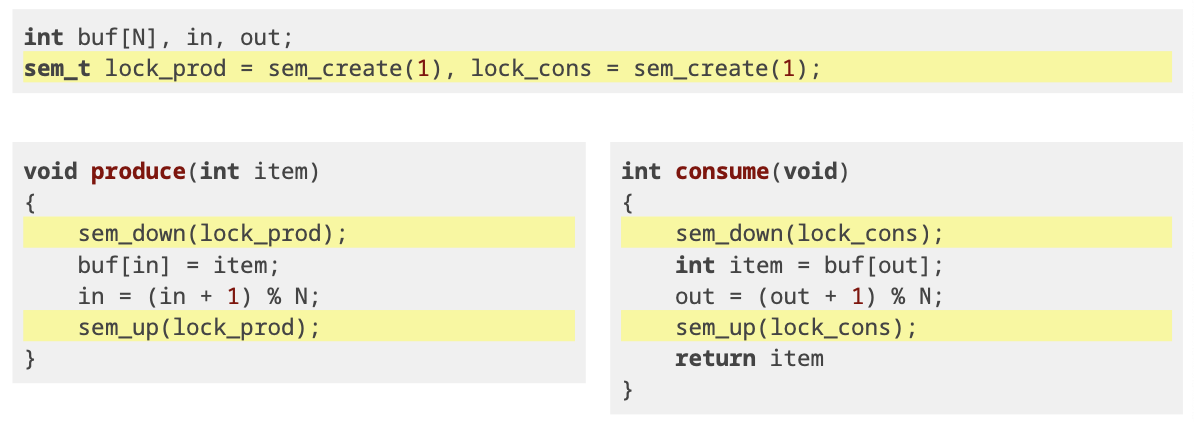 int buf[N], in, out;
sem_t lock_prod = sem_create(1), lock_cons = sem_create(1);
void produce(int item)
{
    sem_down(lock_prod);
    buf[in] = item;
    in = (in + 1) % N;
    sem_up(lock_prod);
}
int consume(void)
{
    sem_down(lock_cons);
    int item = buf[out];
    out = (out + 1) % N;
    sem_up(lock_cons);
    return item
}